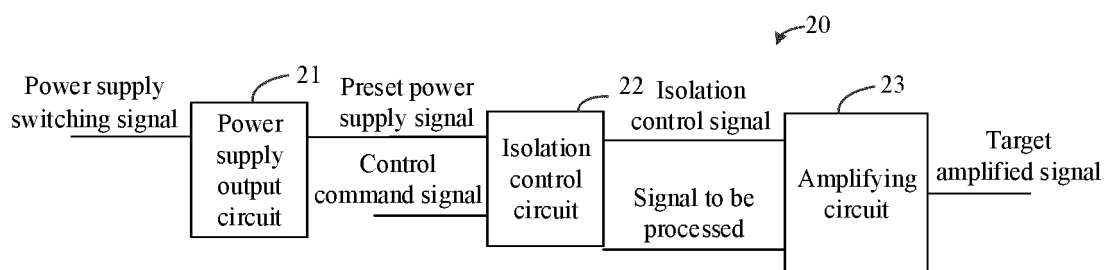 20
Power supply
switching signal
21
Power
supply
output
circuit
Preset power
supply signal
Control
command signal
22
Isolation
control
circuit
Isolation
control signal
Signal to be
processed
23
Amplifying
circuit
Target
amplified signal